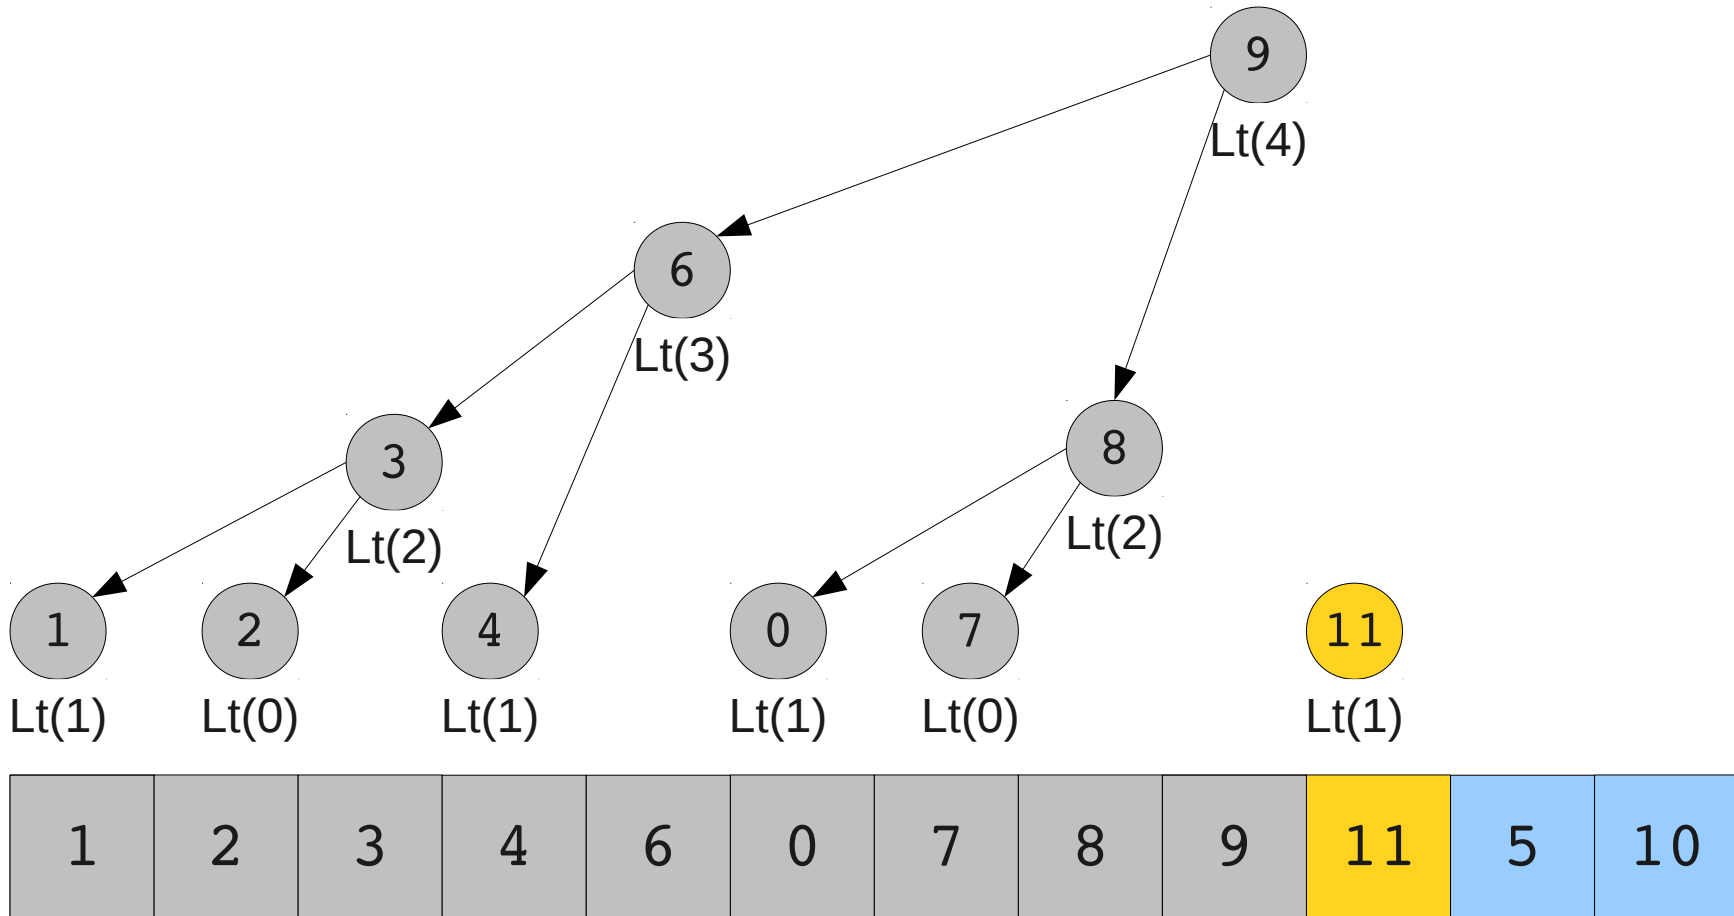 9
Lt(4)
6
Lt(3)
8
3
Lt(2)
Lt(2)
1 2 4 0 7 11
Lt(1) Lt(0) Lt(1) Lt(1) Lt(0) Lt(1)
1 2 3 4 6 0 7 8 9 11 5 10